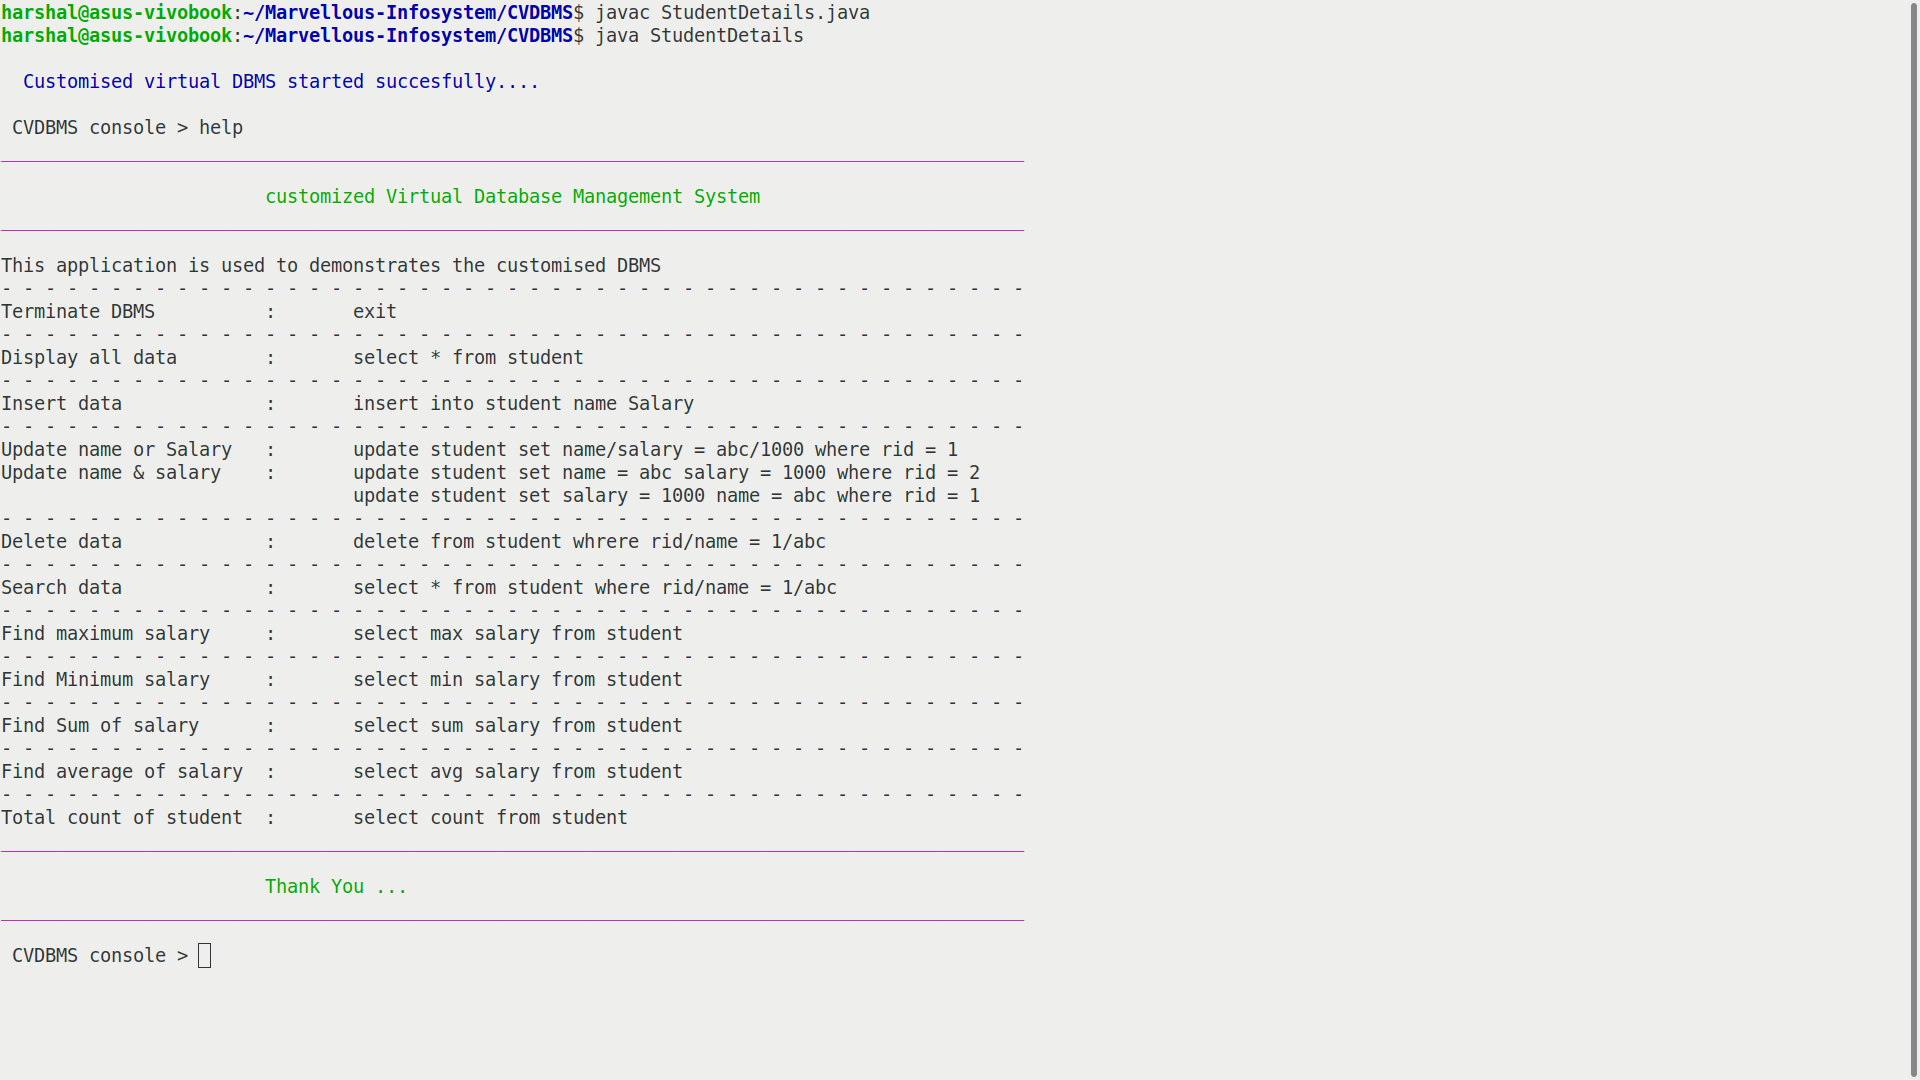 harshal@asus-vivobook:~/Marvellous-Infosystem/CVDBMS$ javac StudentDetails.java
harshal@asus-vivobook:~/Marvellous-Infosystem/CVDBMS$ java StudentDetails
Customised virtual DBMS started succesfully....
CVDBMS console > help
customized Virtual Database Management System
This application is used to demonstrates the customised DBMS
- - - - - - - - - - - - - - - - - - - - - - - - - - - - - - - - - - - - - - - - - - - - - - -
Terminate DBMS : exit
- - - - - - - - - - - - - - - - - - - - - - - - - - - - - - - - - - - - - - - - - - - - - - -
Display all data : select * from student
- - - - - - - - - - - - - - - - - - - - - - - - - - - - - - - - - - - - - - - - - - - - - - -
Insert data : insert into student name Salary
- - - - - - - - - - - - - - - - - - - - - - - - - - - - - - - - - - - - - - - - - - - - - - -
Update name or Salary : update student set name/salary = abc/1000 where rid = 1
Update name & salary : update student set name = abc salary = 1000 where rid = 2
update student set salary = 1000 name = abc where rid = 1
- - - - - - - - - - - - - - - - - - - - - - - - - - - - - - - - - - - - - - - - - - - - - - -
Delete data : delete from student whrere rid/name = 1/abc
- - - - - - - - - - - - - - - - - - - - - - - - - - - - - - - - - - - - - - - - - - - - - - -
Search data : select * from student where rid/name = 1/abc
- - - - - - - - - - - - - - - - - - - - - - - - - - - - - - - - - - - - - - - - - - - - - - -
Find maximum salary : select max salary from student
- - - - - - - - - - - - - - - - - - - - - - - - - - - - - - - - - - - - - - - - - - - - - - -
Find Minimum salary : select min salary from student
- - - - - - - - - - - - - - - - - - - - - - - - - - - - - - - - - - - - - - - - - - - - - - -
Find Sum of salary : select sum salary from student
- - - - - - - - - - - - - - - - - - - - - - - - - - - - - - - - - - - - - - - - - - - - - - -
Find average of salary : select avg salary from student
- - - - - - - - - - - - - - - - - - - - - - - - - - - - - - - - - - - - - - - - - - - - - - -
Total count of student : select count from student
Thank You ...
CVDBMS console >